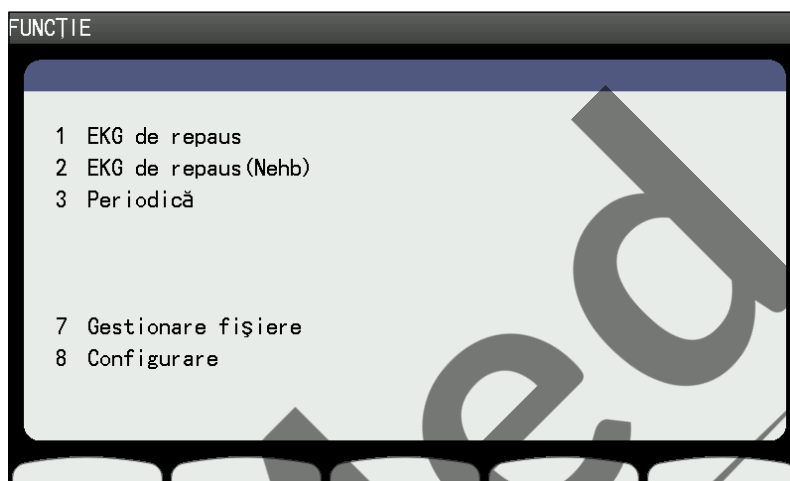 FUNCȚIE
1 EKG de repaus
2 EKG de repaus(Nehb)
3 Periodică
7 Gestionare fişiere
8 Configurare